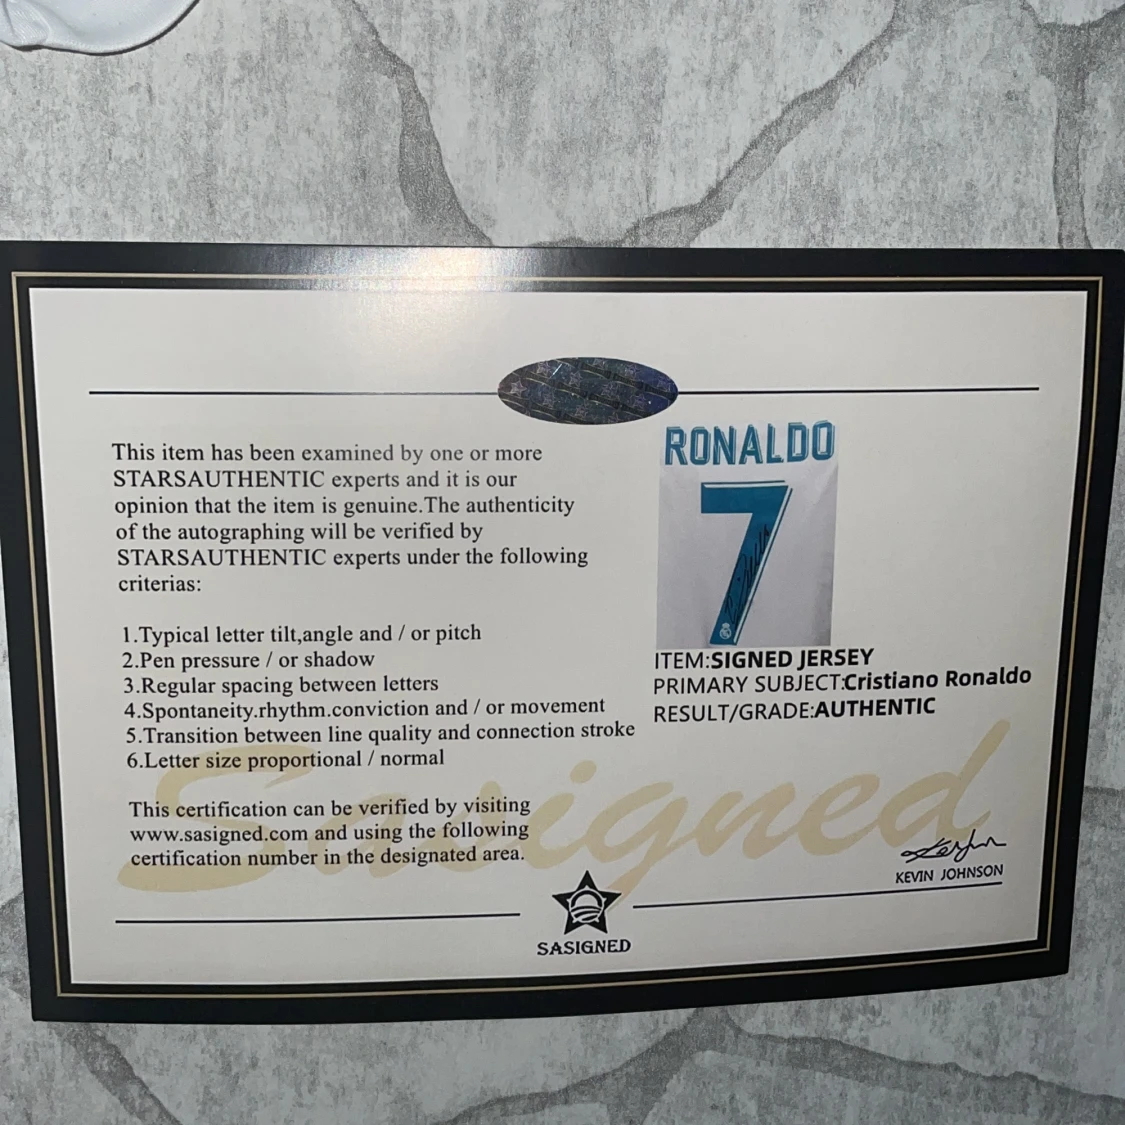 This item has been examined by one or more
STARSAUTHENTIC experts and it is our
opinion that the item is genuine.The authenticity
of the autographing will be verified by
STARSAUTHENTIC experts under the following
criterias:
1.Typical letter tilt,angle and / or pitch
2.Pen pressure / or shadow
3.Regular spacing between letters
4.Spontaneity.rhythm.conviction and / or movement
5.Transition between line quality and connection stroke
6.Letter size proportional / normal
This certification can be verified by visiting
www.sasigned.com and using the following
certification number in the designated area.
RONALDO
7
ITEM:SIGNED JERSEY
PRIMARY SUBJECT:Cristiano Ronaldo
RESULT/GRADE:AUTHENTIC
Sasigned
KEVIN JOHNSON
SASIGNED